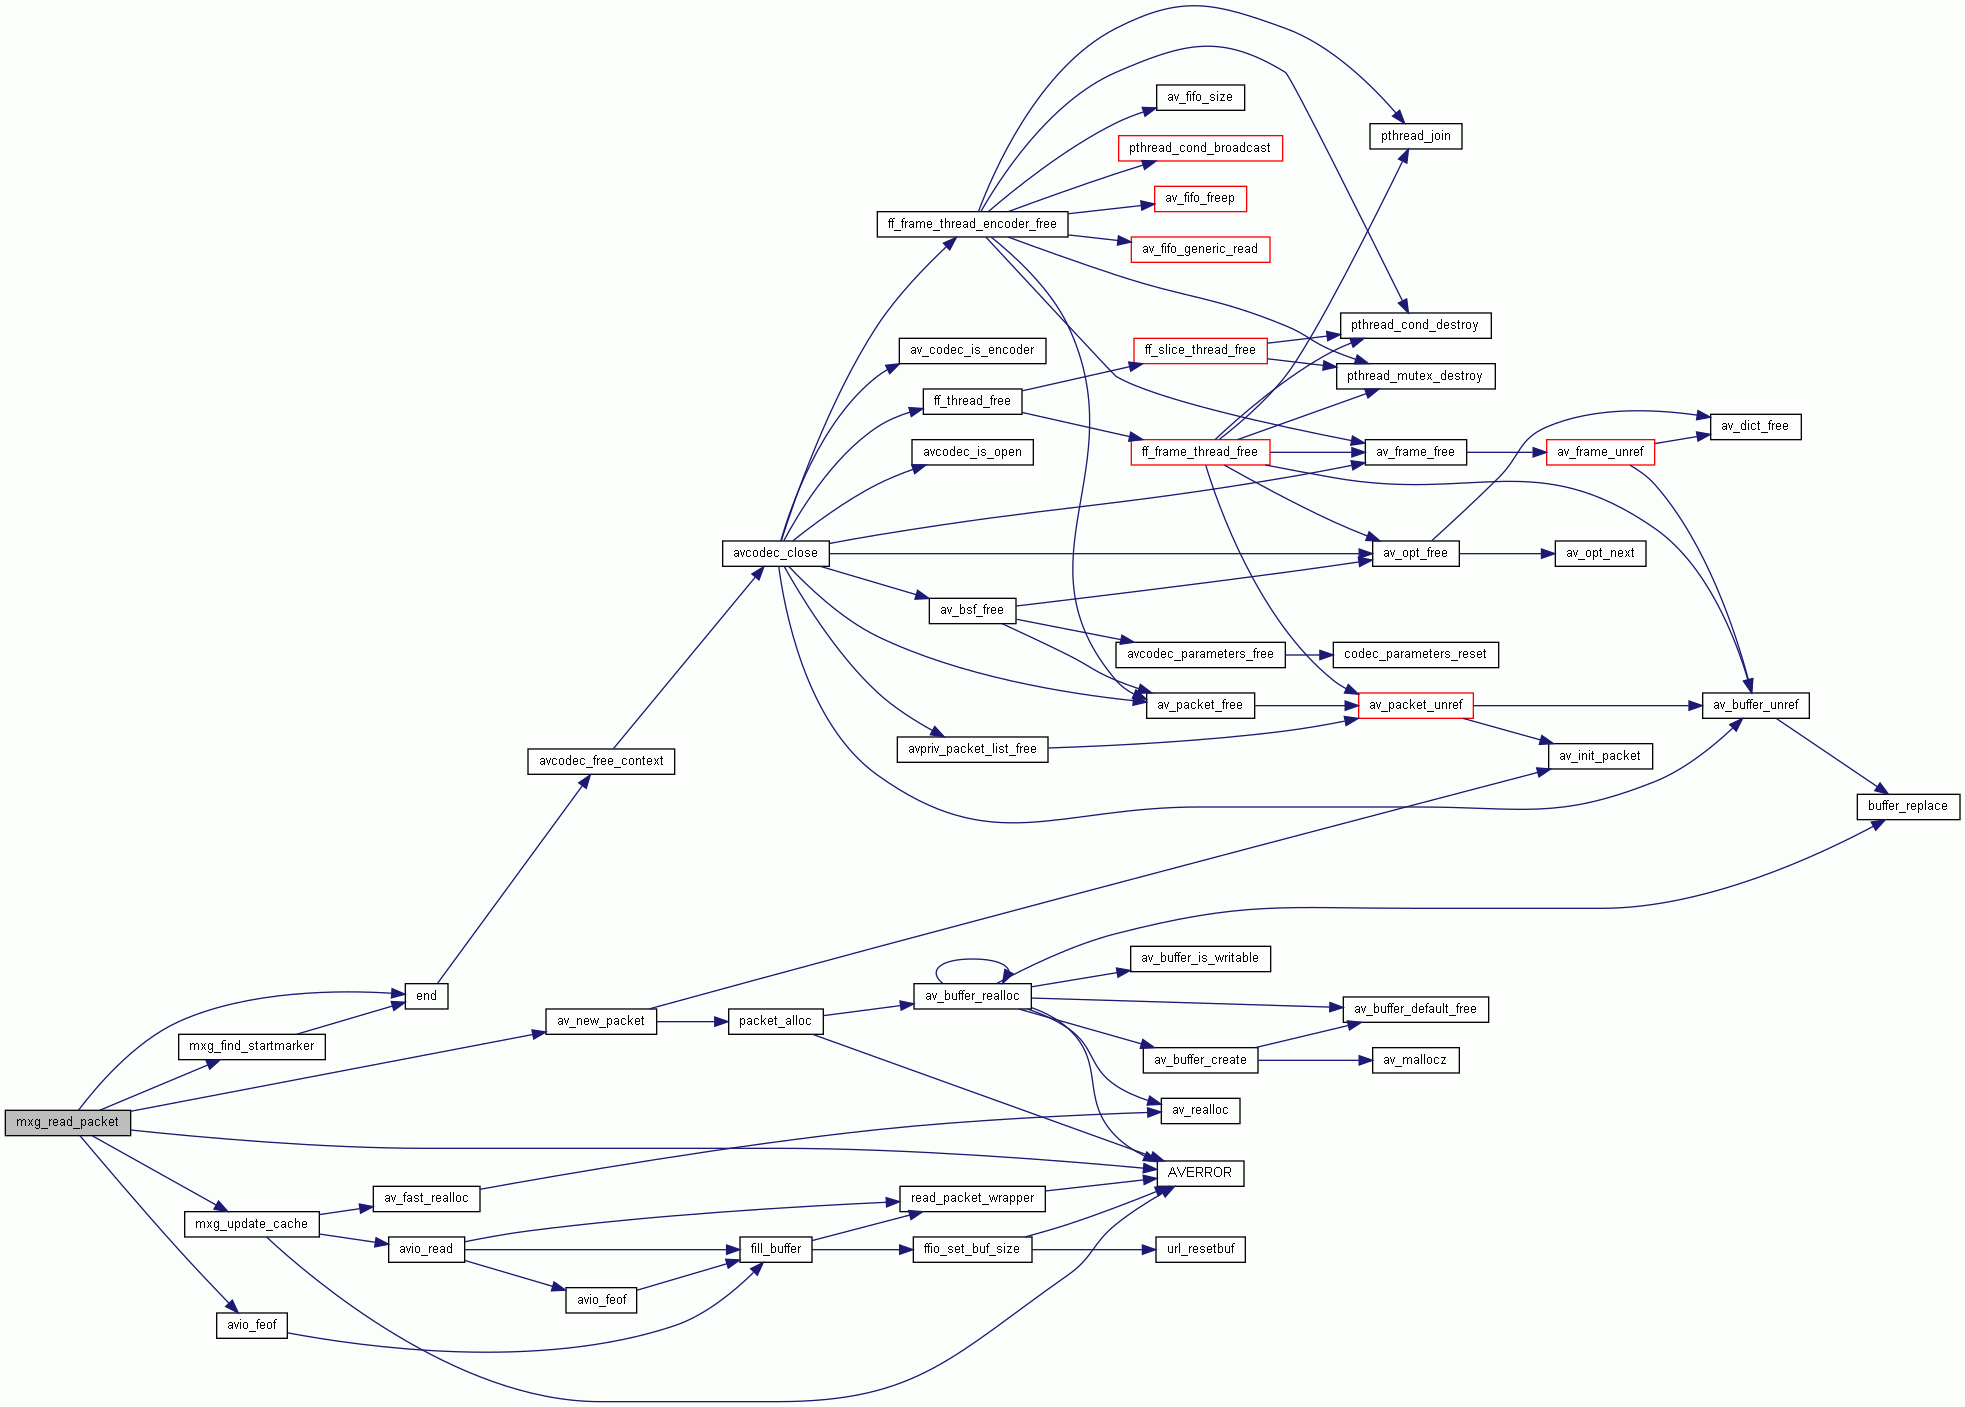 av_fifo_size
pthread_join
pthread_cond_broadcast
av_fifo_freep
ff_frame_thread_encoder_free
av_fifo_generic_read
pthread_cond_destroy
av_codec_is_encoder
ff_slice_thread_free
pthread_mutex_destroy
ff_thread_free
av_dict_free
avcodec_is_open
ff_frame_thread_free
av_frame_free
av_frame_unref
avcodec_close
av_opt_free
av_opt_next
av_bsf_free
avcodec_parameters_free
codec_parameters_reset
av_packet_free
av_packet_unref
av_buffer_unref
avpriv_packet_list_free
av_init_packet
avcodec_free_context
buffer_replace
av_buffer_is_writable
end
av_buffer_realloc
av_buffer_default_free
av_new_packet
packet_alloc
mxg_find_startmarker
av_buffer_create
av_mallocz
av_realloc
mxg_read_packet
AVERROR
av_fast_realloc
read_packet_wrapper
mxg_update_cache
avio_read
fill_buffer
ffio_set_buf_size
url_resetbuf
avio_feof
avio_feof